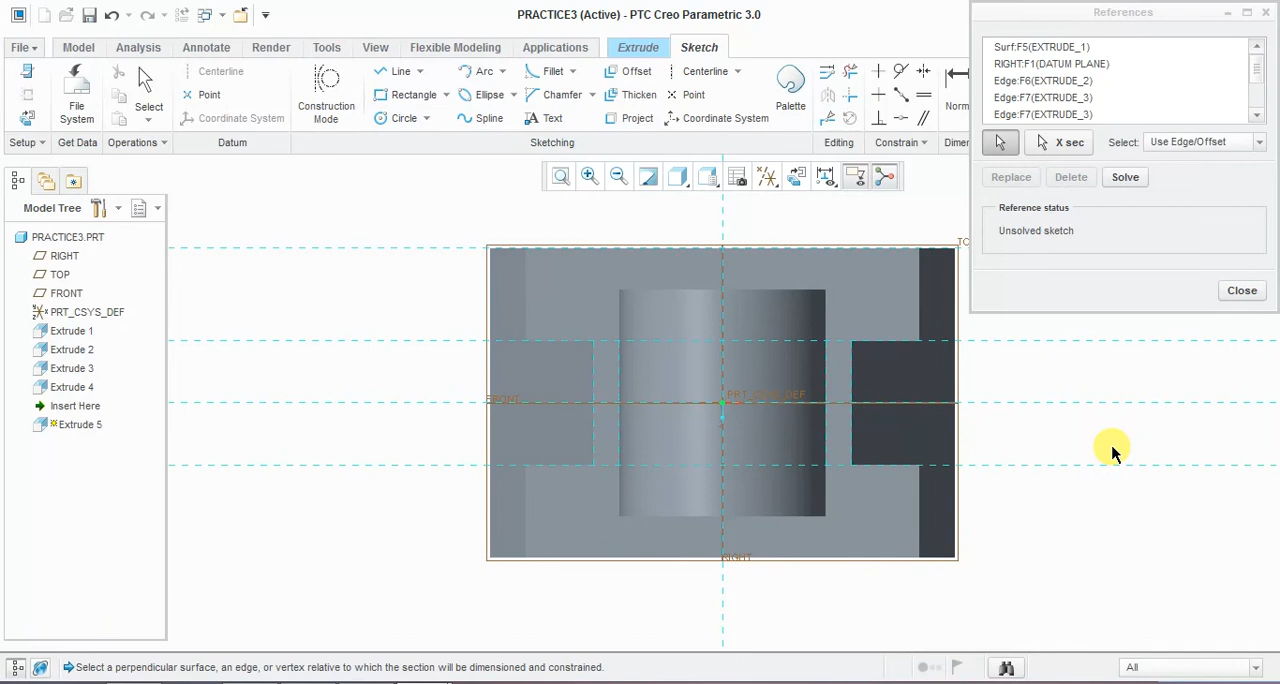 PRACTICE3 (Active) - PTC Creo Parametric 3.0
References
File
Model
Analysis
Annotate
Render
Tools
View
Flexible Modeling
Applications
Extrude
Sketch
File System
Select
Centerline
Point
Coordinate System
Construction Mode
Line
Rectangle
Circle
Arc
Ellipse
Spline
Fillet
Chamfer
Text
Offset
Thicken
Project
Centerline
Point
Coordinate System
Palette
Norm
Setup
Get Data
Operations
Datum
Sketching
Editing
Constrain
Dimen
Surf:F5(EXTRUDE_1)
RIGHT:F1(DATUM PLANE)
Edge:F6(EXTRUDE_2)
Edge:F7(EXTRUDE_3)
Edge:F7(EXTRUDE_3)
X sec
Select:
Use Edge/Offset
Replace
Delete
Solve
Reference status
Unsolved sketch
Close
Model Tree
PRACTICE3.PRT
RIGHT
TOP
FRONT
PRT_CSYS_DEF
Extrude 1
Extrude 2
Extrude 3
Extrude 4
Insert Here
Extrude 5
TO
FRONT
PRT_CSYS_DEF
RIGHT
Select a perpendicular surface, an edge, or vertex relative to which the section will be dimensioned and constrained.
All